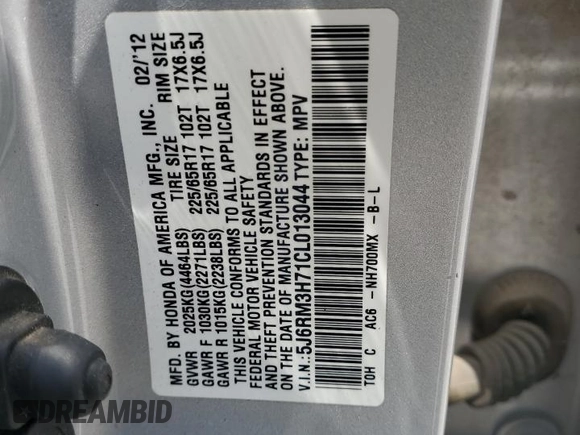 MFD. BY HONDA OF AMERICA MFG., INC. 02/'12
TIRE SIZE RIM SIZE
GVWR 2025KG(4464LBS)
GAWR F 1030KG(2271LBS) 225/65R17 102T 17X6.5J
GAWR R 1015KG(2238LBS) 225/65R17 102T 17X6.5J
THIS VEHICLE CONFORMS TO ALL APPLICABLE
FEDERAL MOTOR VEHICLE SAFETY
AND THEFT PREVENTION STANDARDS IN EFFECT
ON THE DATE OF MANUFACTURE SHOWN ABOVE.
V.I.N.: 5J6RM3H71CL013044 TYPE: MPV
TOH C AC6 - NH700MX - B - L
DREAMBID